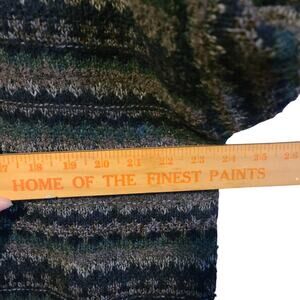 17 18 19 20 21 22 23 24 25 26
HOME OF THE FINEST PAINTS